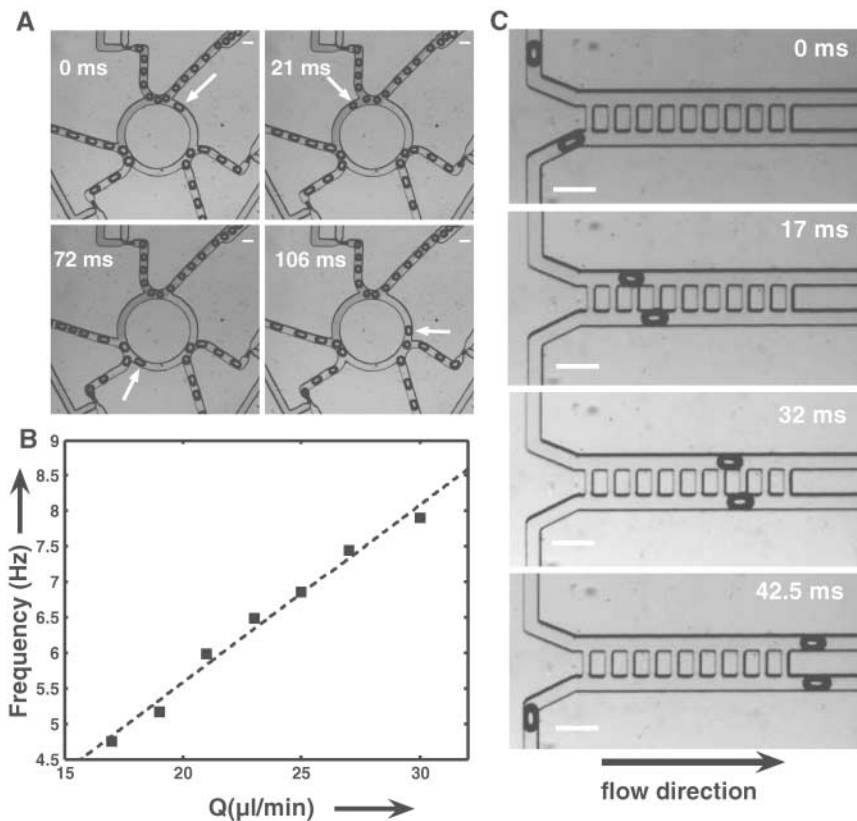 A
0 ms
21 ms
72 ms
106 ms
B
Frequency (Hz)
9
8.5
8
7.5
7
6.5
6
5.5
5
4.5
15
20
25
30
Q(μl/min)
C
0 ms
17 ms
32 ms
42.5 ms
flow direction